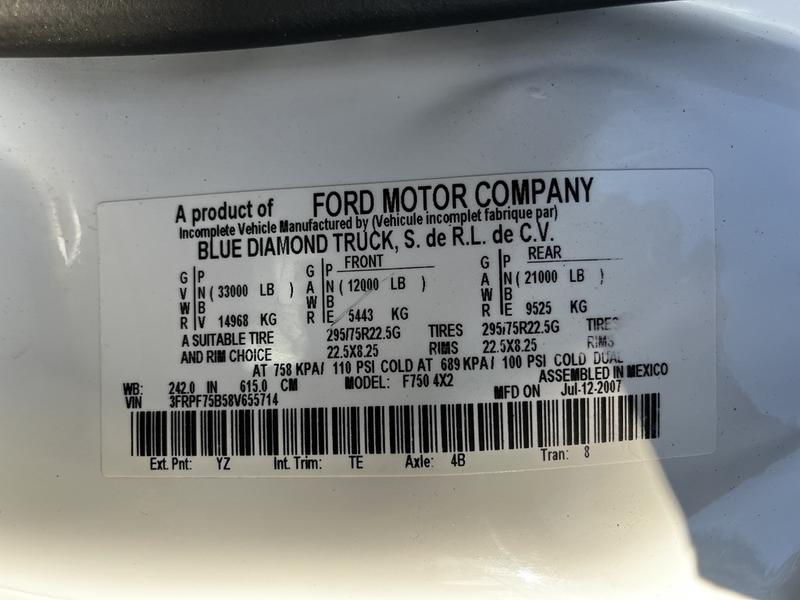 A product of FORD MOTOR COMPANY
Incomplete Vehicle Manufactured by (Vehicule incomplet fabrique par)
BLUE DIAMOND TRUCK, S. de R.L. de C.V.
FRONT REAR
G P G P G P
V N ( 33000 LB ) A N ( 12000 LB ) A N ( 21000 LB )
W B W B W B
R V 14968 KG R E 5443 KG R E 9525 KG
A SUITABLE TIRE 295/75R22.5G TIRES 295/75R22.5G TIRES
AND RIM CHOICE 22.5X8.25 RIMS 22.5X8.25 RIMS
AT 758 KPA/ 110 PSI COLD AT 689 KPA/ 100 PSI COLD DUAL
WB: 242.0 IN 615.0 CM MODEL: F750 4X2 ASSEMBLED IN MEXICO
VIN 3FRPF75B58V655714 MFD ON Jul-12-2007
Ext. Pnt: YZ Int. Trim: TE Axle: 4B Tran: 8